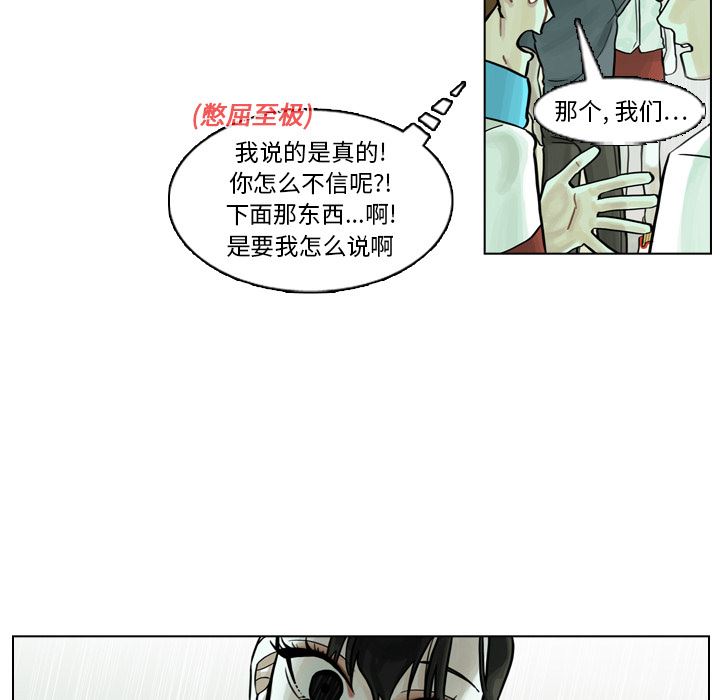 那个, 我们...
(憋屈至极)
我说的是真的!
你怎么不信呢?!
下面那东西...啊!
是要我怎么说啊